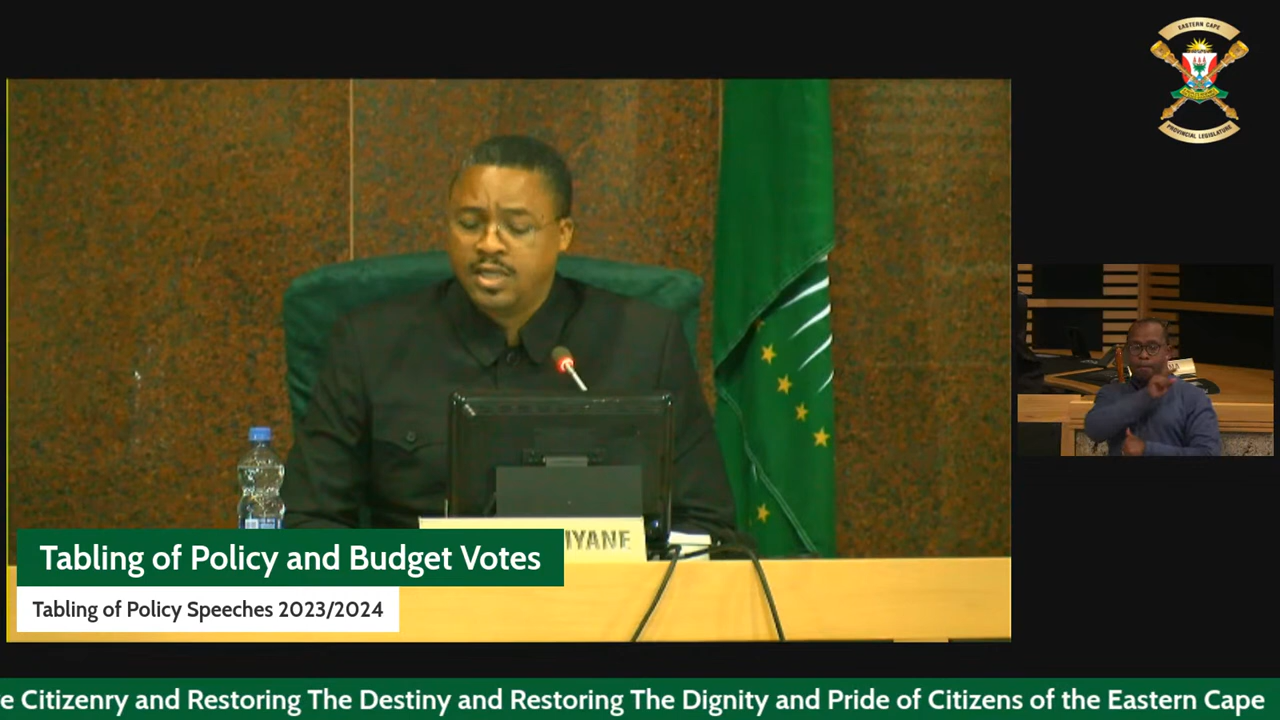 EASTERN CAPE
PROVINCIAL LEGISLATURE
IYANE
Tabling of Policy and Budget Votes
Tabling of Policy Speeches 2023/2024
e Citizenry and Restoring The Destiny and Restoring The Dignity and Pride of Citizens of the Eastern Cape